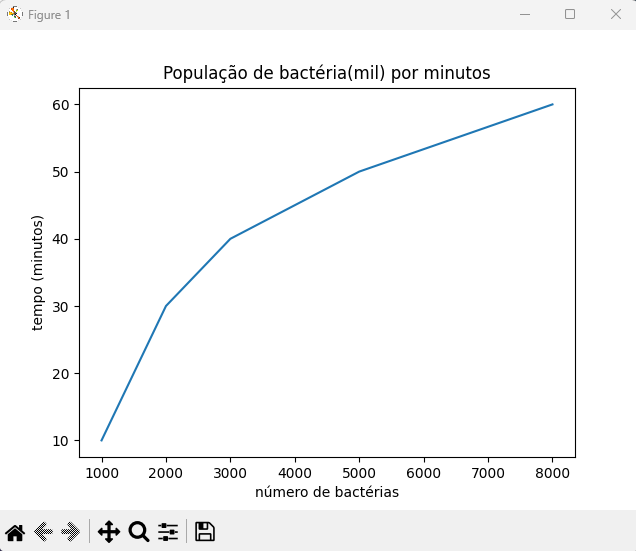 Figure 1
População de bactéria(mil) por minutos
60
50
40
30
20
10
tempo (minutos)
1000 2000 3000 4000 5000 6000 7000 8000
número de bactérias